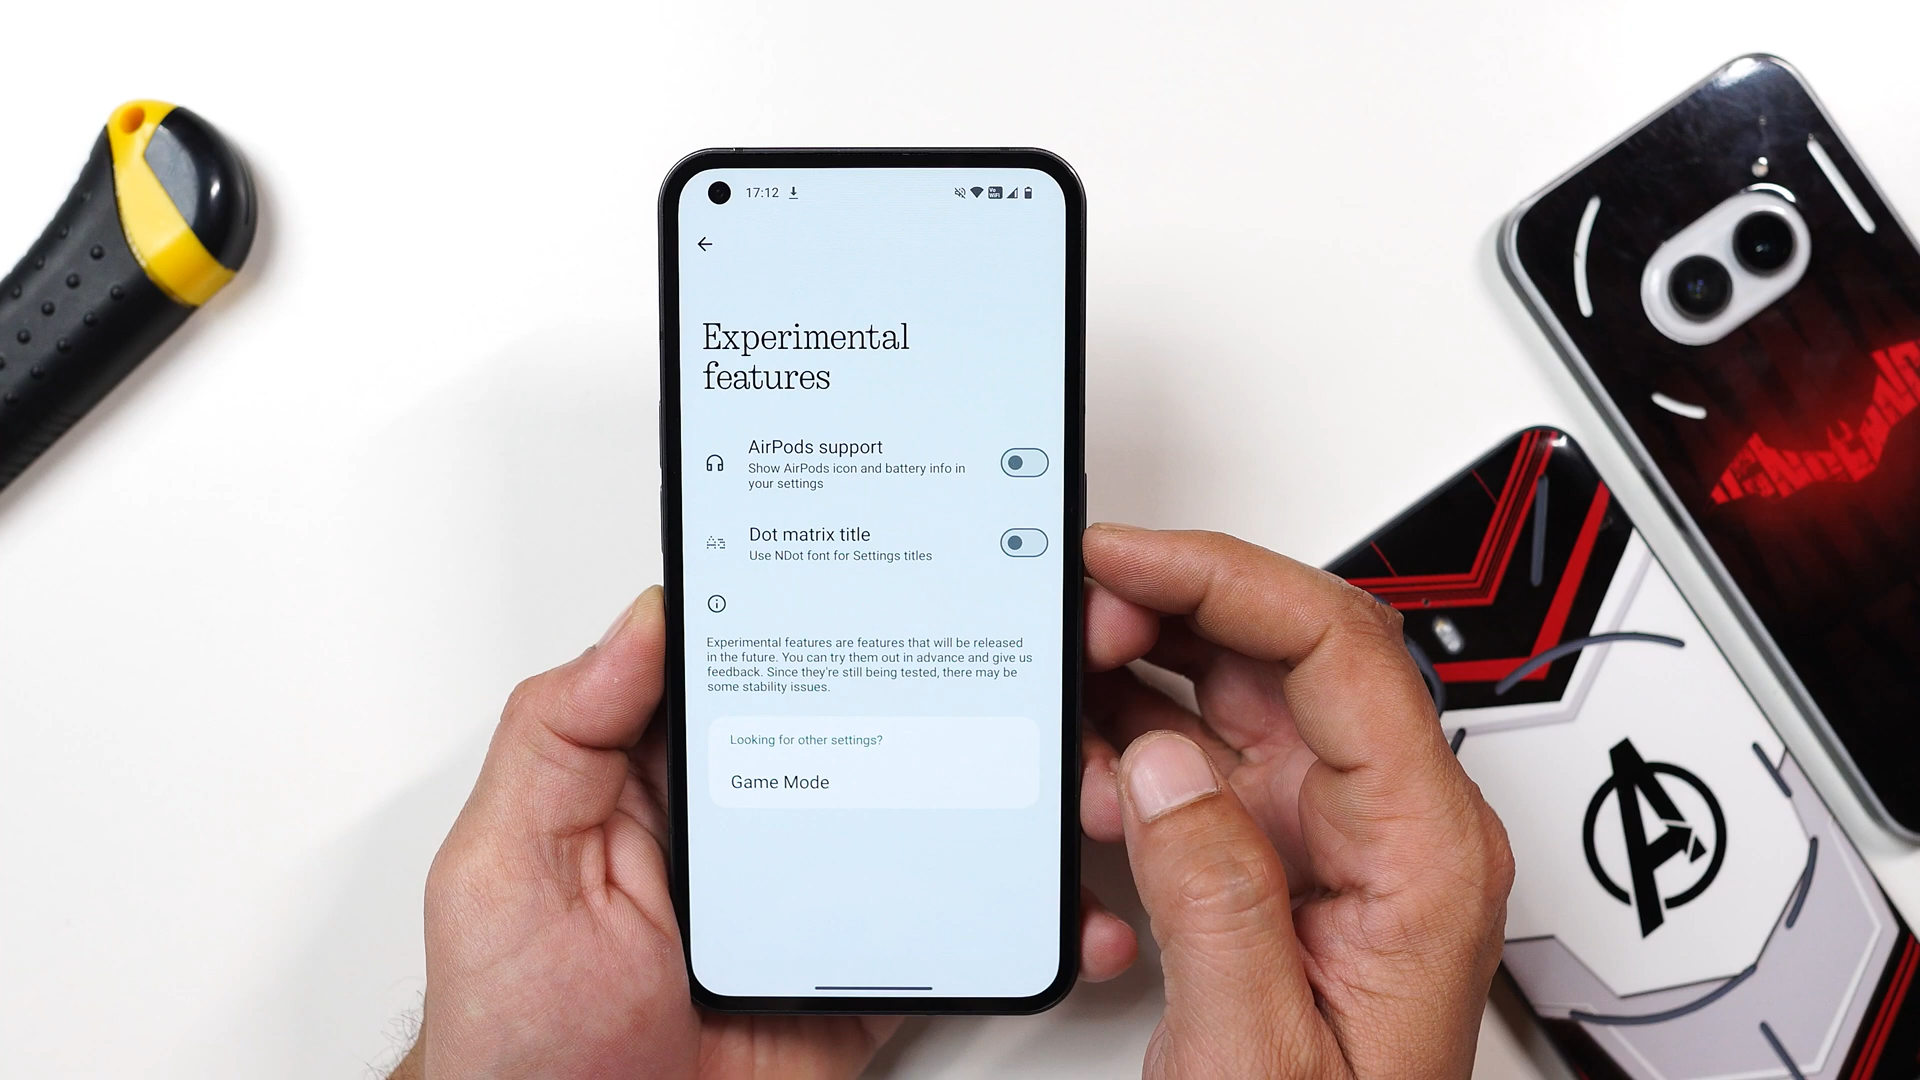 17:12
Vo
WiFi
Experimental
features
AirPods support
Show AirPods icon and battery info in
your settings
Aa
Dot matrix title
Use NDot font for Settings titles
Experimental features are features that will be released
in the future. You can try them out in advance and give us
feedback. Since they're still being tested, there may be
some stability issues.
Looking for other settings?
Game Mode